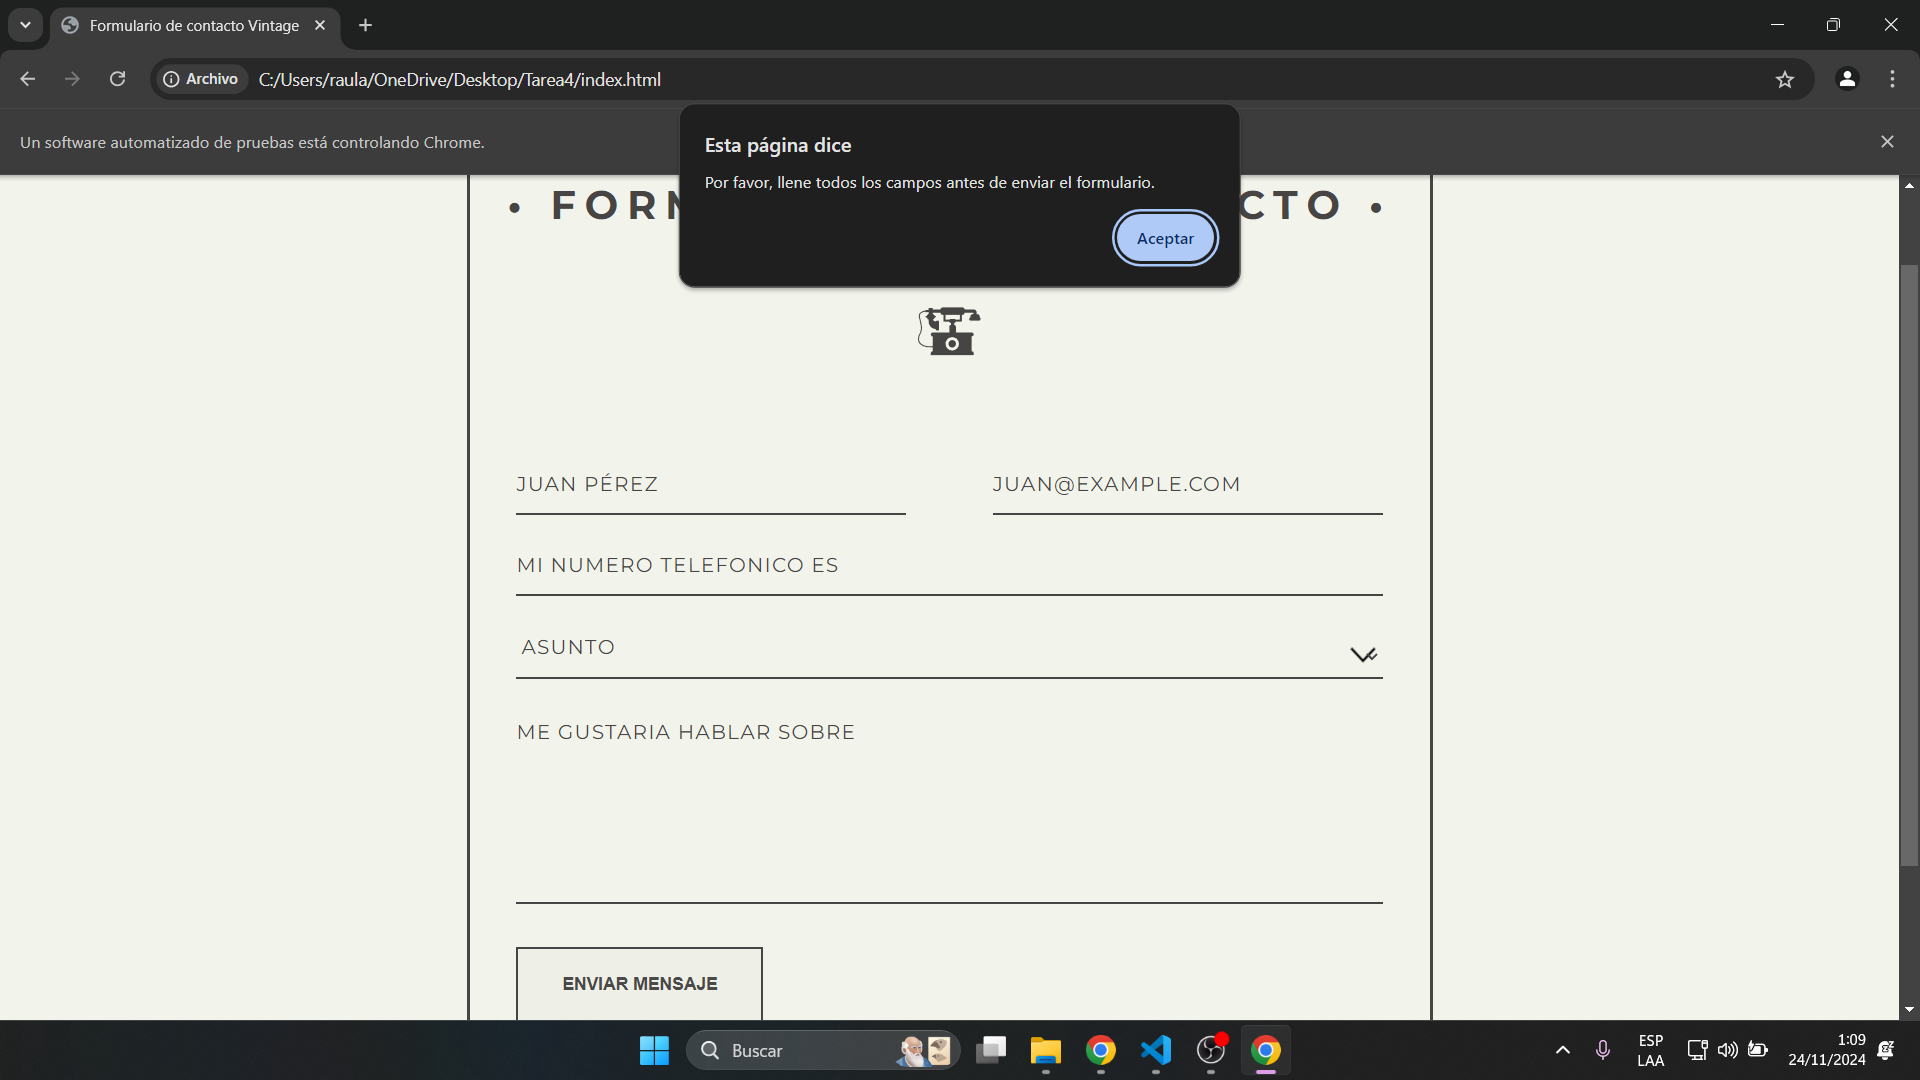 Formulario de contacto Vintage
Archivo
C:/Users/raula/OneDrive/Desktop/Tarea4/index.html
Un software automatizado de pruebas está controlando Chrome.
Esta página dice
Por favor, llene todos los campos antes de enviar el formulario.
Aceptar
JUAN PÉREZ
JUAN@EXAMPLE.COM
MI NUMERO TELEFONICO ES
ASUNTO
ME GUSTARIA HABLAR SOBRE
ENVIAR MENSAJE
Buscar
ESP
LAA
1:09
24/11/2024